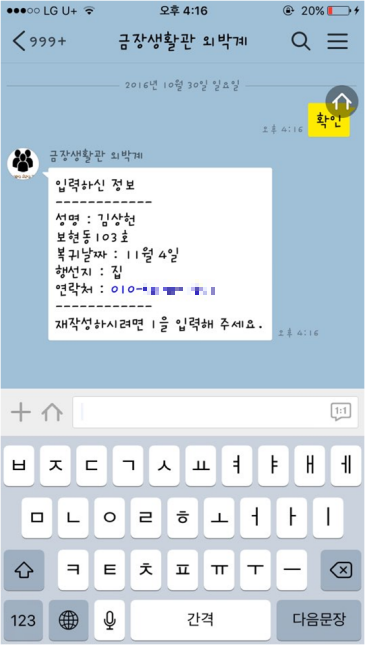 LG U+ 오후 4:16 20%
999+ 금장생활관 외박계
2016년 10월 30일 일요일
확인
오후 4:16
금장생활관 외박계
입력하신 정보
------------
성명 : 김상헌
보현동103호
복귀날짜 : 11월 4일
행선지 : 집
연락처 : 010-
------------
재작성하시려면 1을 입력해 주세요.
오후 4:16
1:1
ㅂ ㅈ ㄷ ㄱ ㅅ ㅛ ㅕ ㅑ ㅐ ㅔ
ㅁ ㄴ ㅇ ㄹ ㅎ ㅗ ㅓ ㅏ ㅣ
ㅋ ㅌ ㅊ ㅍ ㅠ ㅜ ㅡ
123 간격 다음문장